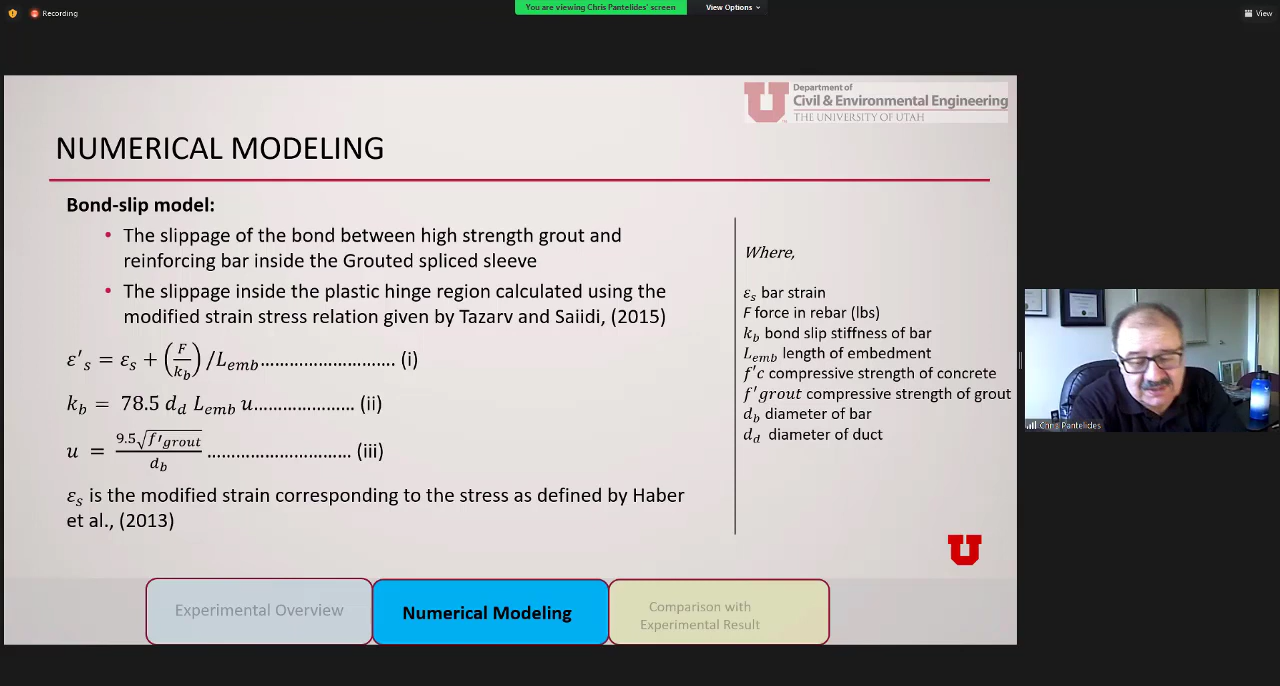 Recording
You are viewing Chris Pantelides' screen
View Options
View
Department of
Civil & Environmental Engineering
THE UNIVERSITY OF UTAH
NUMERICAL MODELING
Bond-slip model:
• The slippage of the bond between high strength grout and
reinforcing bar inside the Grouted spliced sleeve
• The slippage inside the plastic hinge region calculated using the
modified strain stress relation given by Tazarv and Saiidi, (2015)
ε′ₛ = εₛ + (F/k_b) /L_emb.............................. (i)
k_b = 78.5 d_d L_emb u...................... (ii)
u = 9.5√f′grout / d_b ................................ (iii)
εₛ is the modified strain corresponding to the stress as defined by Haber
et al., (2013)
Where,
εₛ bar strain
F force in rebar (lbs)
k_b bond slip stiffness of bar
L_emb length of embedment
f′c compressive strength of concrete
f′grout compressive strength of grout
d_b diameter of bar
d_d diameter of duct
Chris Pantelides
Experimental Overview
Numerical Modeling
Comparison with
Experimental Result